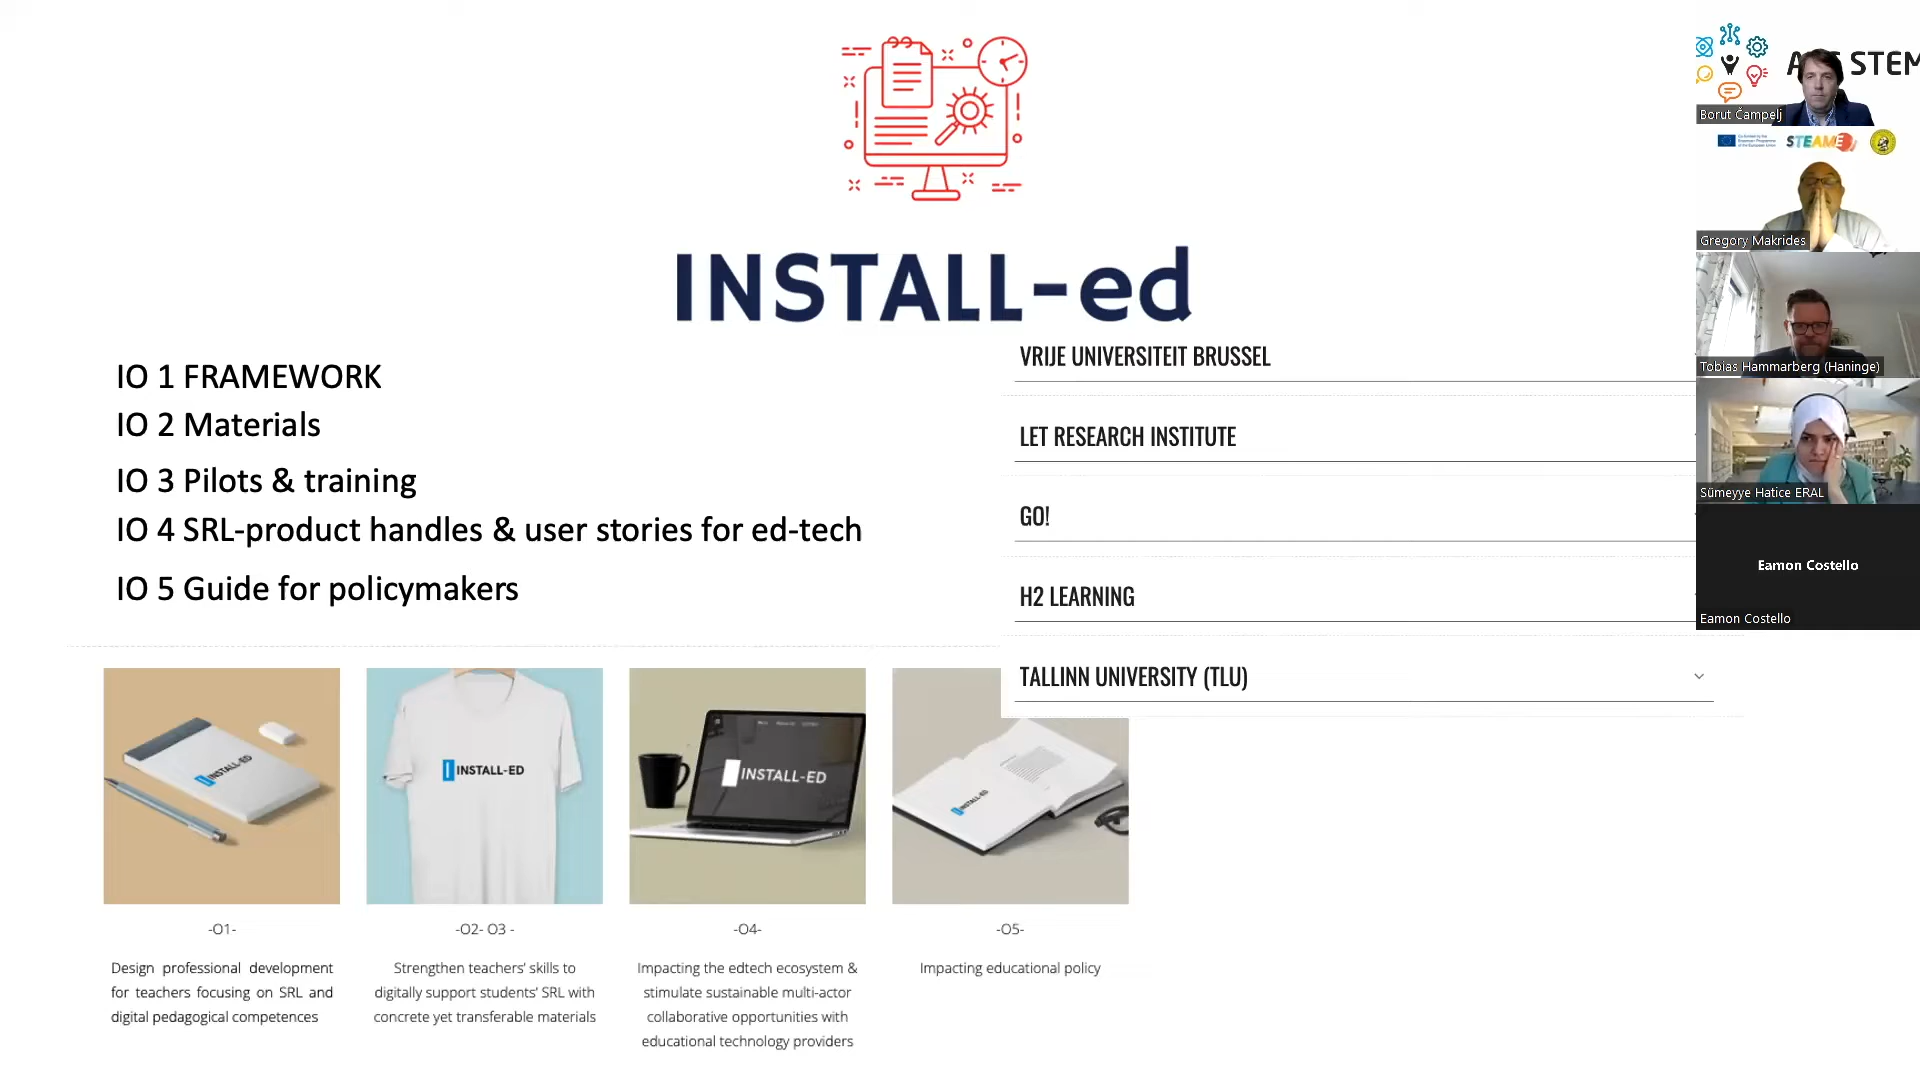 INSTALL-ed
IO 1 FRAMEWORK
IO 2 Materials
IO 3 Pilots & training
IO 4 SRL-product handles & user stories for ed-tech
IO 5 Guide for policymakers
VRIJE UNIVERSITEIT BRUSSEL
LET RESEARCH INSTITUTE
GO!
H2 LEARNING
TALLINN UNIVERSITY (TLU)
INSTALL-ED
INSTALL-ED
INSTALL-ED
INSTALL-ED
-O1-
Design professional development
for teachers focusing on SRL and
digital pedagogical competences
-O2- O3 -
Strengthen teachers' skills to
digitally support students' SRL with
concrete yet transferable materials
-O4-
Impacting the edtech ecosystem &
stimulate sustainable multi-actor
collaborative opportunities with
educational technology providers
-O5-
Impacting educational policy
STEM
Borut Čampelj
STEAME
Gregory Makrides
Tobias Hammarberg (Haninge)
Sümeyye Hatice ERAL
Eamon Costello
Eamon Costello